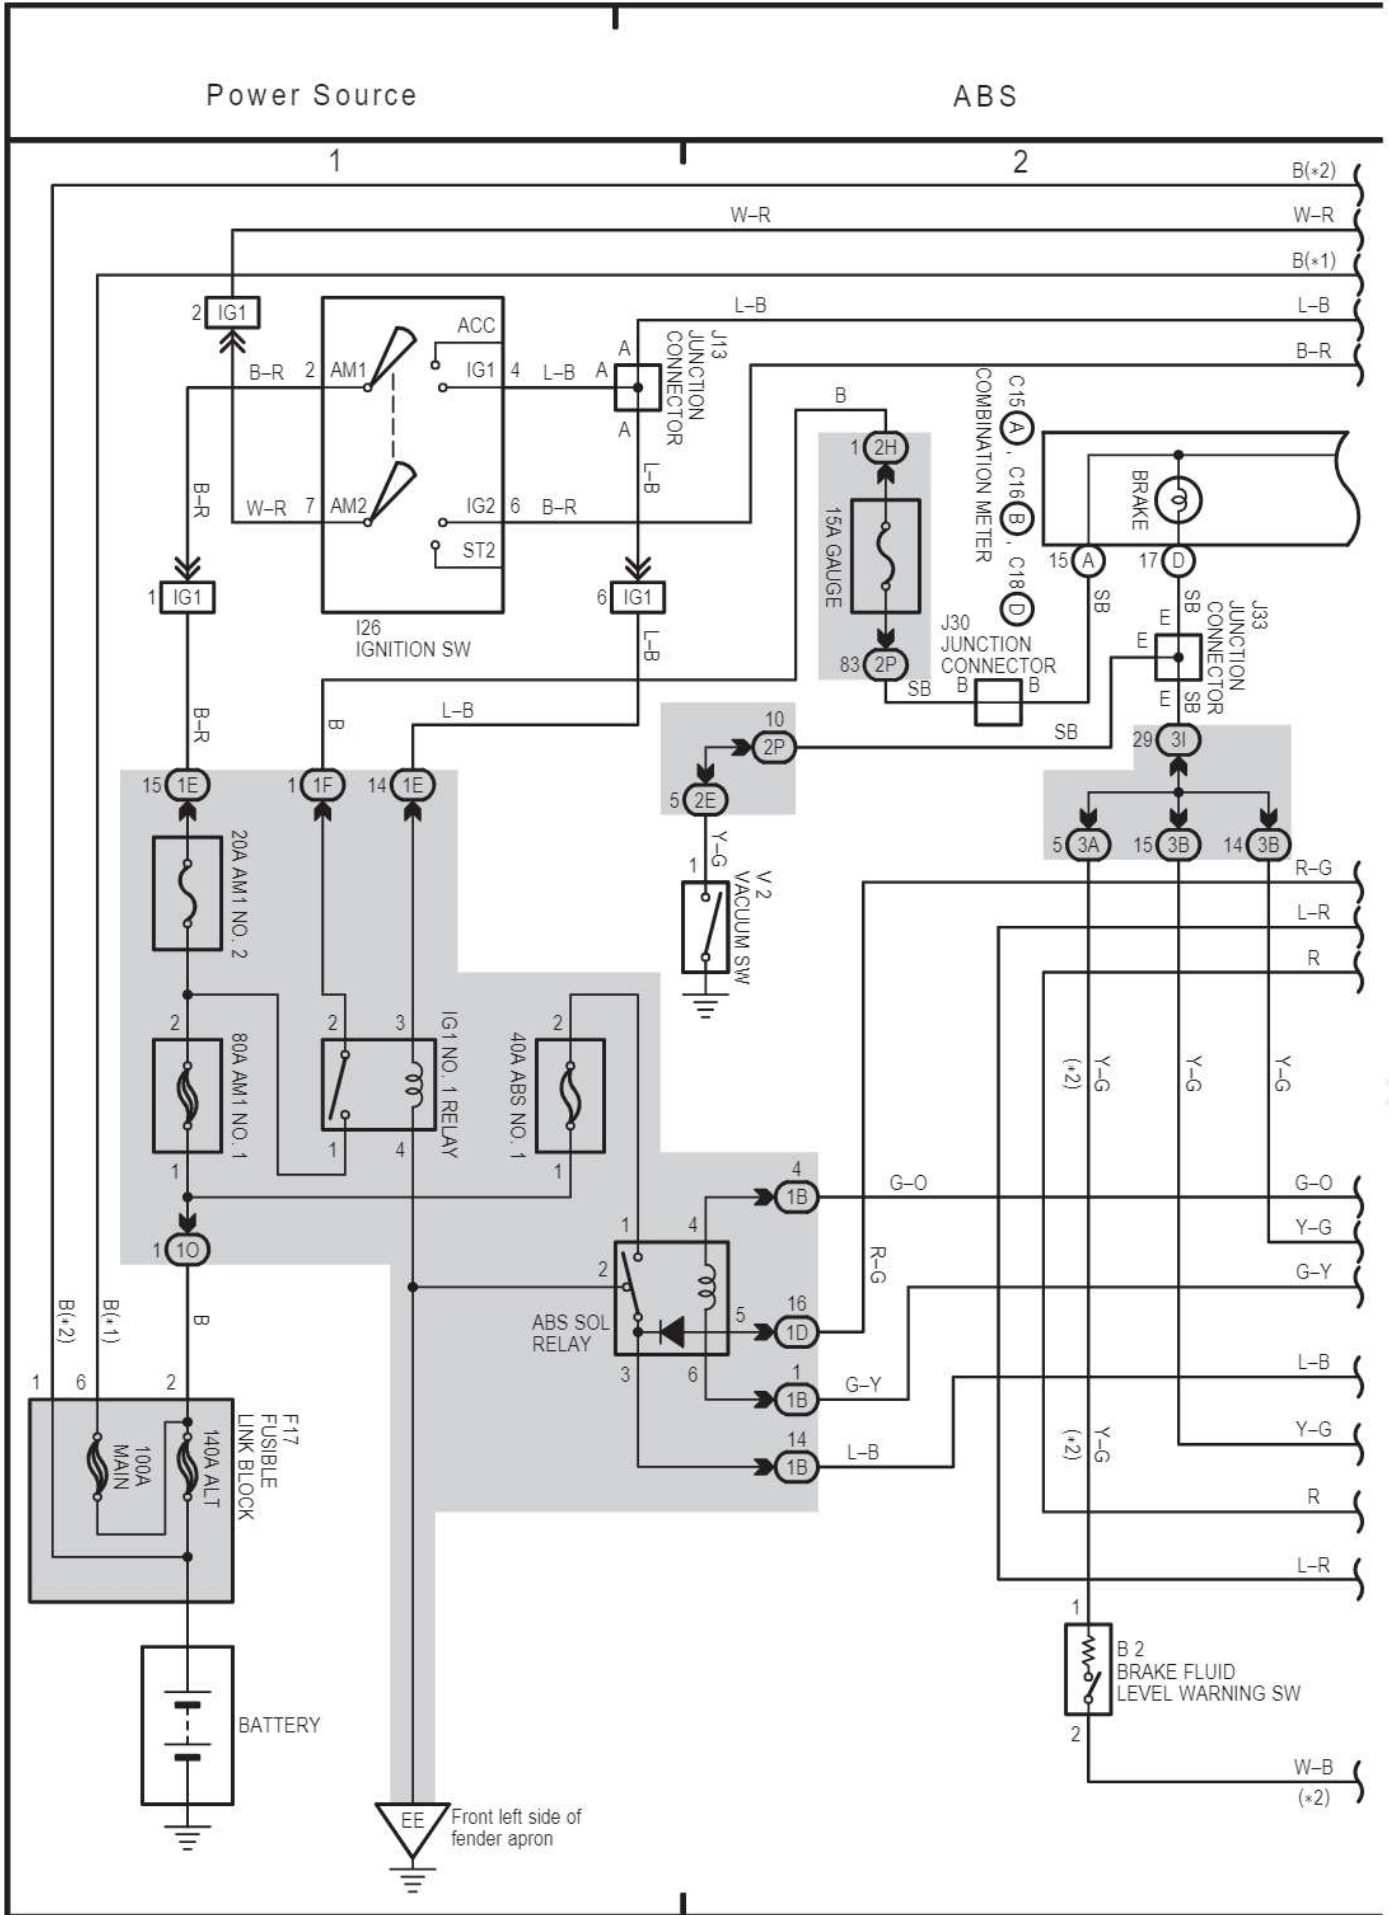 Power Source
ABS
1
2
B(*2)
W–R
W–R
B(*1)
2 IG1
L–B
L–B
B–R
ACC
B–R
2
AM1
IG1
4
L–B
A
A
A
J13
JUNCTION
CONNECTOR
B
1 2H
C15 A , C16 B , C18 D
COMBINATION METER
BRAKE
B–R
W–R
7
AM2
IG2
6
B–R
L–B
ST2
15A GAUGE
15 A
17 D
1 IG1
6 IG1
SB
SB
I26
IGNITION SW
L–B
J30
JUNCTION
CONNECTOR
83 2P
SB
B
B
E
E
E
J33
JUNCTION
CONNECTOR
SB
B–R
B
L–B
10
2P
SB
29 3I
15 1E
1 1F
14 1E
5 2E
Y–G
1
V 2
VACUUM SW
5 3A
15 3B
14 3B
20A AM1 NO. 2
R–G
L–R
R
2
80A AM1 NO. 1
1
2
3
1
4
IG1 NO. 1 RELAY
2
40A ABS NO. 1
1
Y–G
(*2)
Y–G
Y–G
4
1B
G–O
G–O
1 1O
1
4
2
Y–G
R–G
G–Y
ABS SOL
RELAY
5
16
1D
3
6
1
1B
G–Y
L–B
14
1B
L–B
Y–G
B(*2)
B(*1)
B
1
6
2
100A
MAIN
140A ALT
F17
FUSIBLE
LINK BLOCK
Y–G
(*2)
R
L–R
1
B 2
BRAKE FLUID
LEVEL WARNING SW
2
BATTERY
W–B
(*2)
EE
Front left side of
fender apron